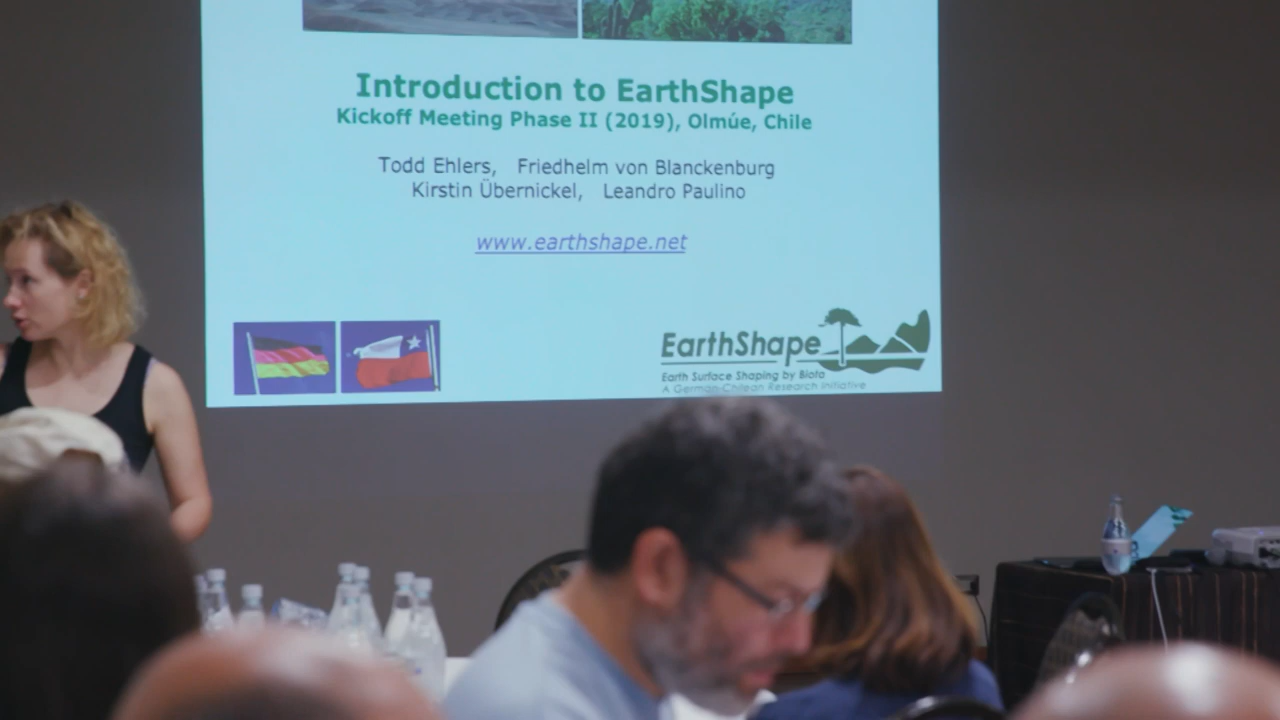 Introduction to EarthShape
Kickoff Meeting Phase II (2019), Olmúe, Chile
Todd Ehlers, Friedhelm von Blanckenburg
Kirstin Übernickel, Leandro Paulino
www.earthshape.net
EarthShape
Earth Surface Shaping by Biota
A German-Chilean Research Initiative